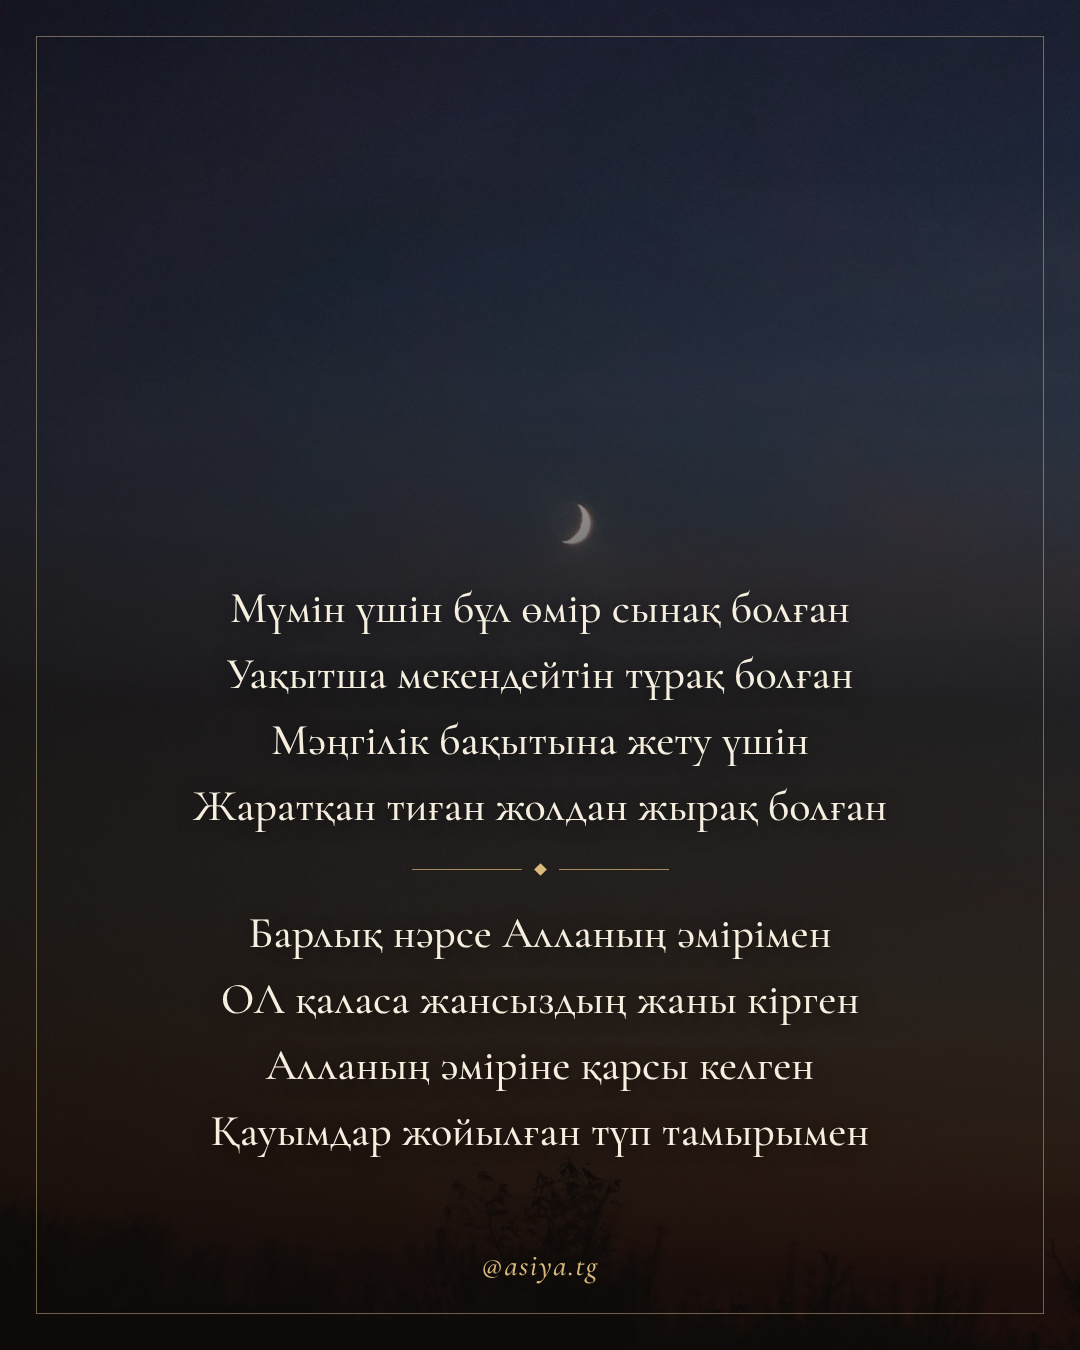 Мүмін үшін бұл өмір сынақ болған
Уақытша мекендейтін тұрақ болған
Мәңгілік бақытына жету үшін
Жаратқан тиған жолдан жырақ болған
Барлық нәрсе Алланың әмірімен
ОЛ қаласа жансыздың жаны кірген
Алланың әміріне қарсы келген
Қауымдар жойылған түп тамырымен
@asiya.tg